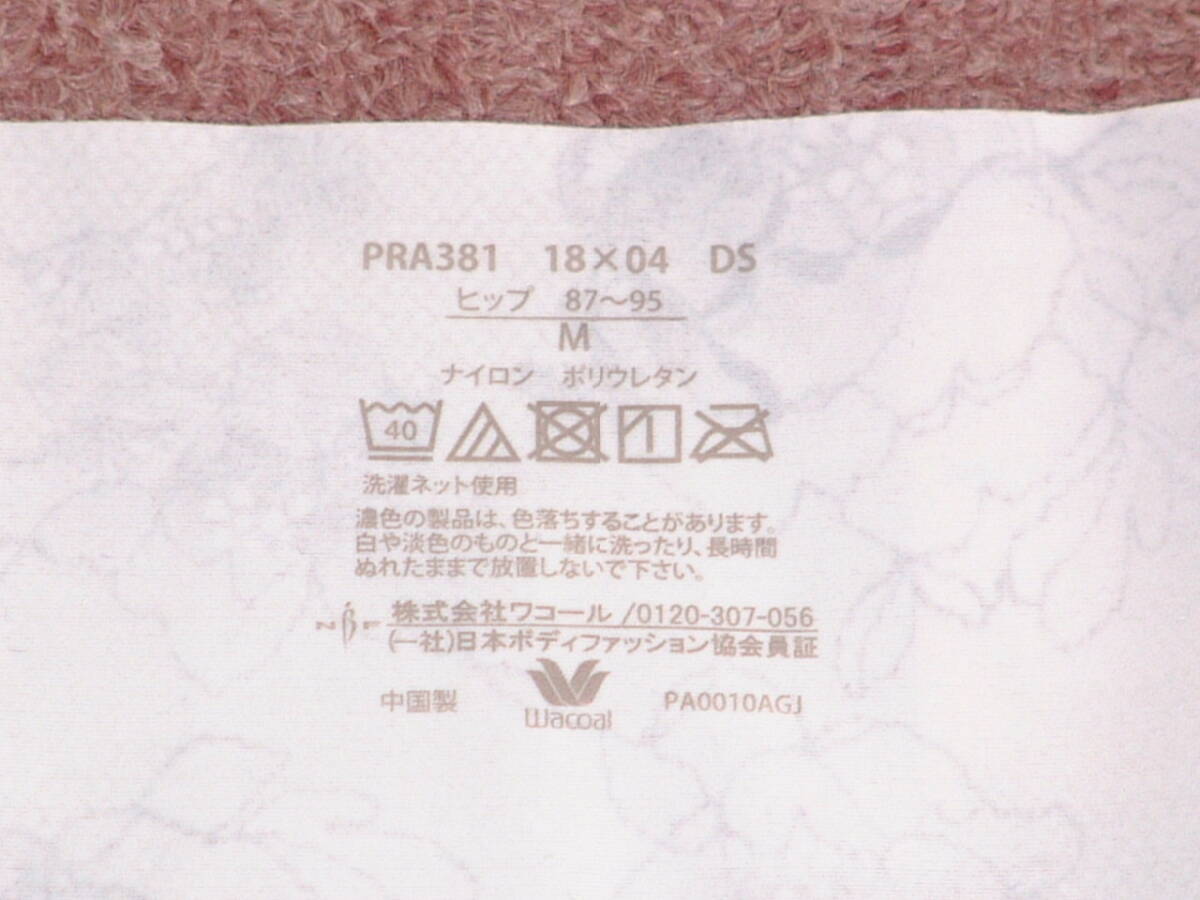 PRA381 18×04 DS
ヒップ 87〜95
M
ナイロン ポリウレタン
40
洗濯ネット使用
濃色の製品は、色落ちすることがあります。
白や淡色のものと一緒に洗ったり、長時間
ぬれたままで放置しないで下さい。
株式会社ワコール /0120-307-056
(一社)日本ボディファッション協会員証
中国製 Wacoal PA0010AGJ